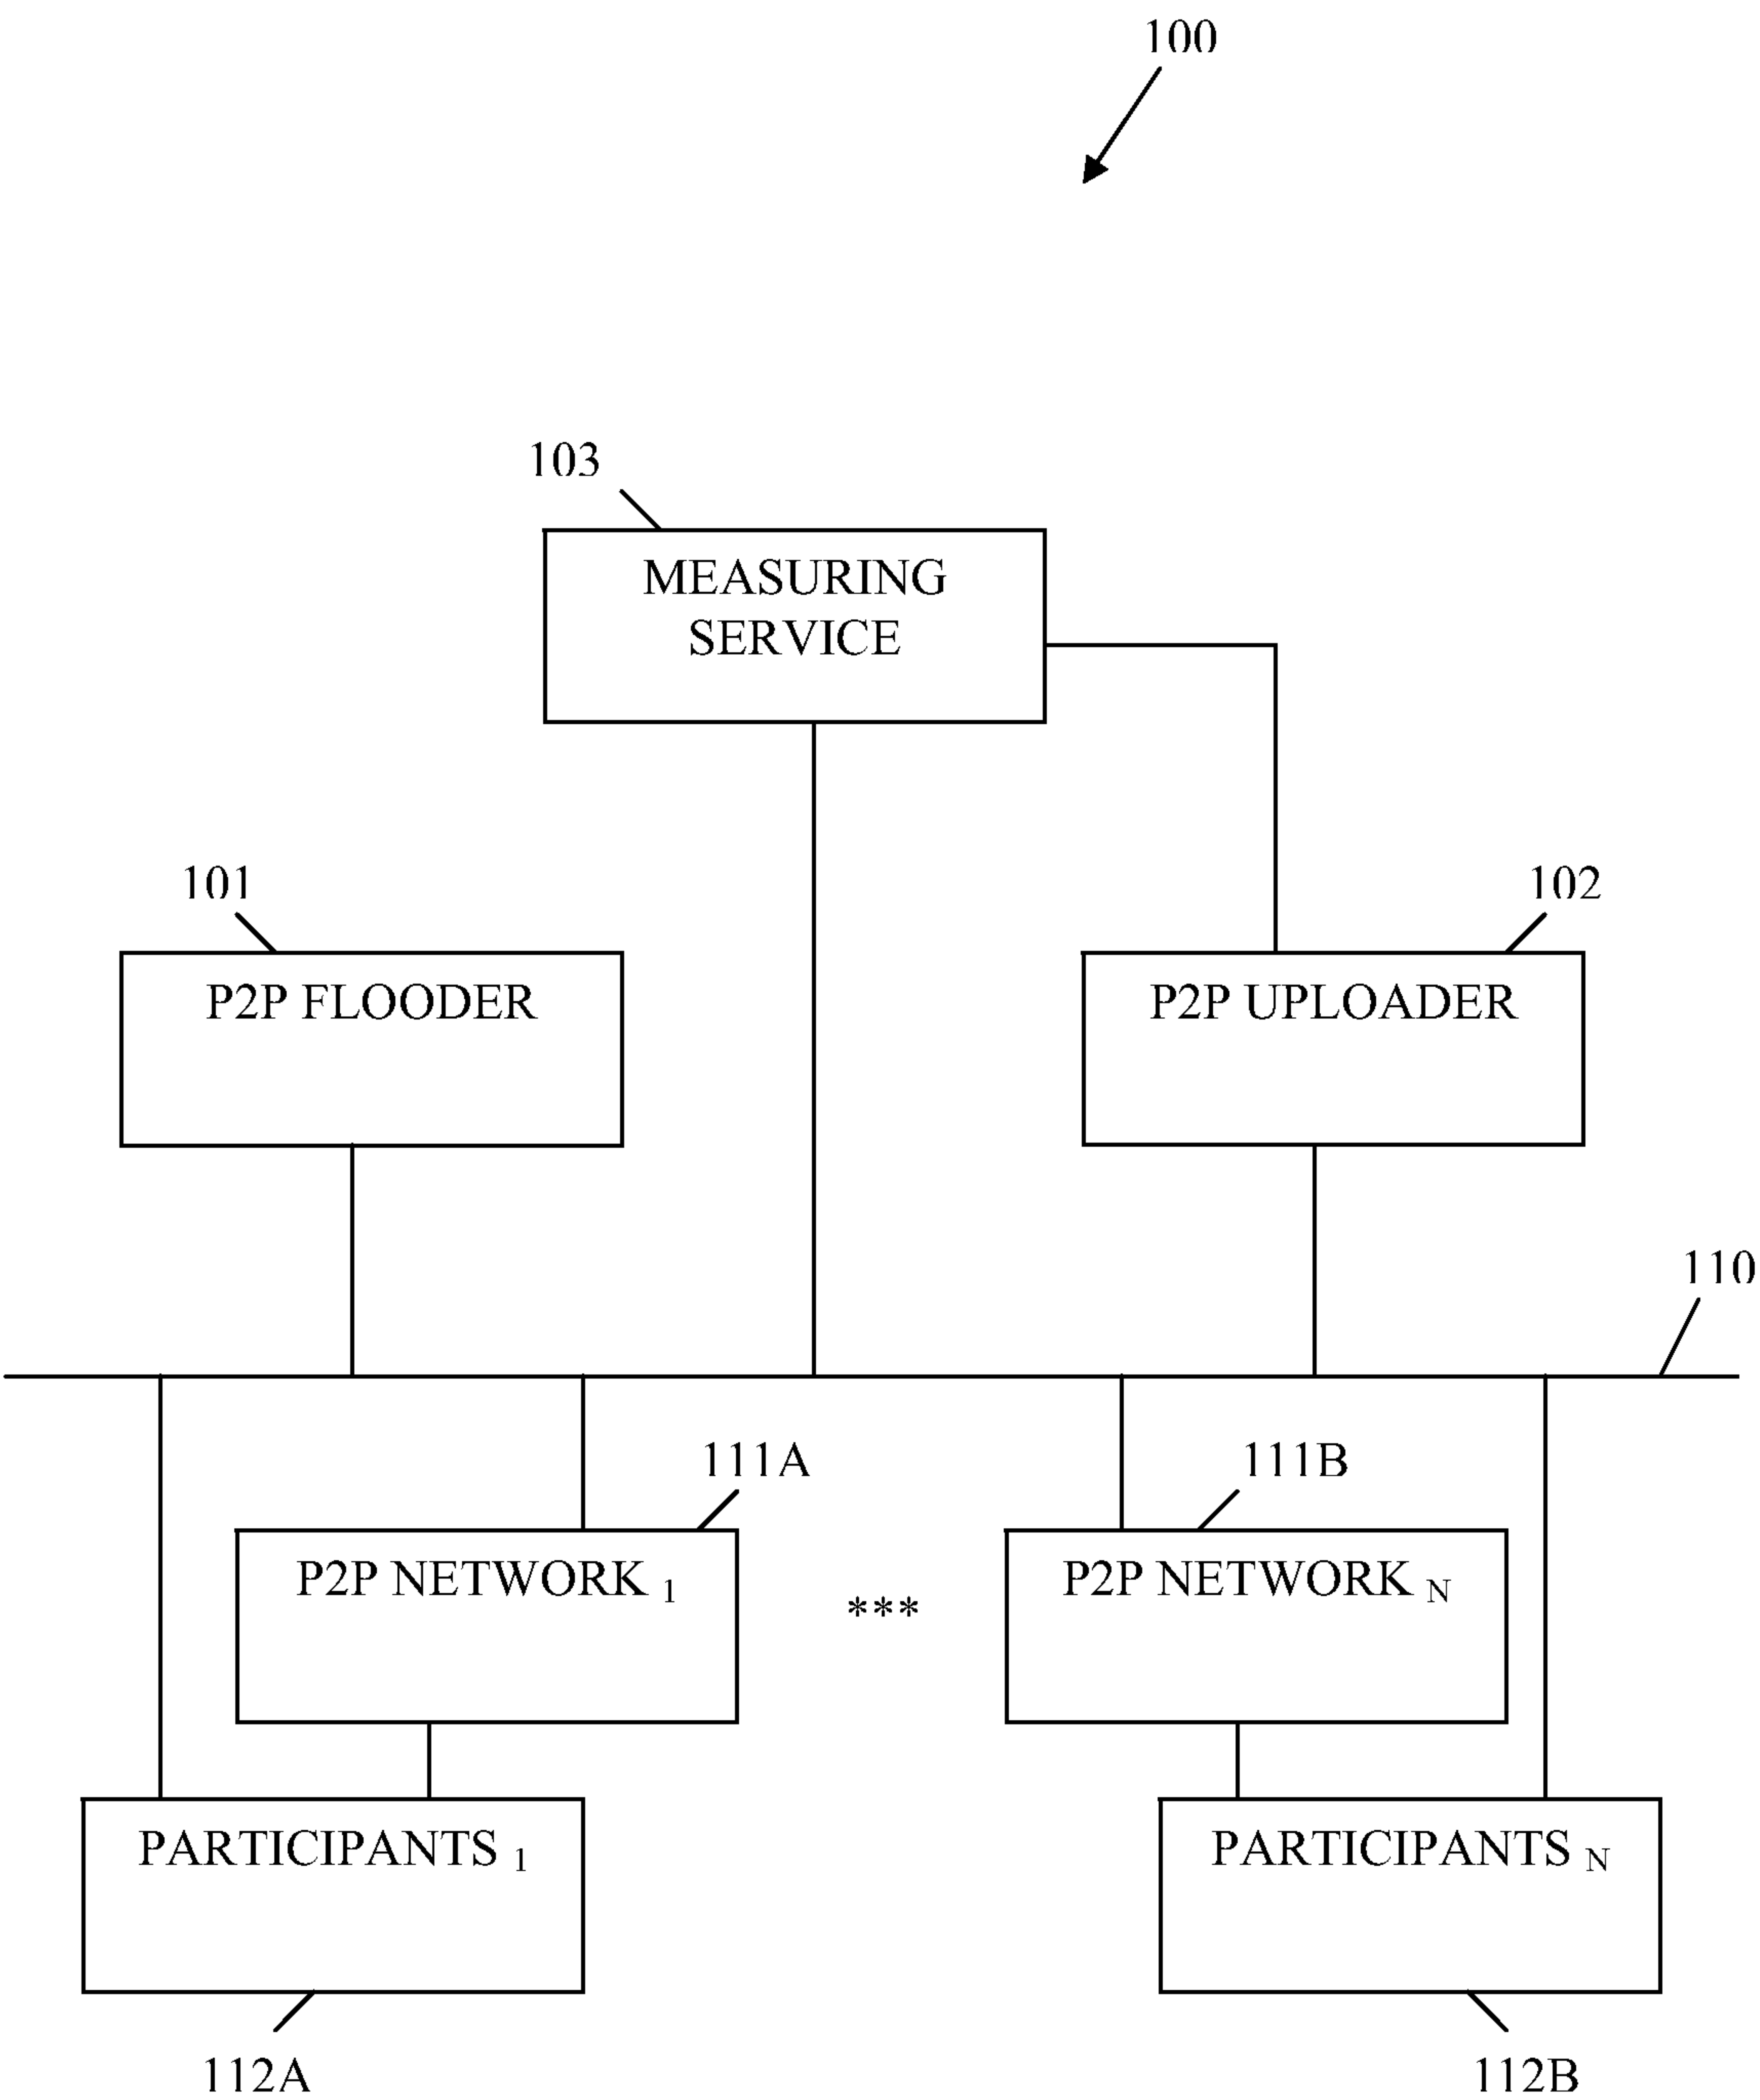 100
103
MEASURING
SERVICE
101
102
P2P FLOODER
P2P UPLOADER
110
111A
111B
P2P NETWORK 1
***
P2P NETWORK N
PARTICIPANTS 1
PARTICIPANTS N
112A
112B